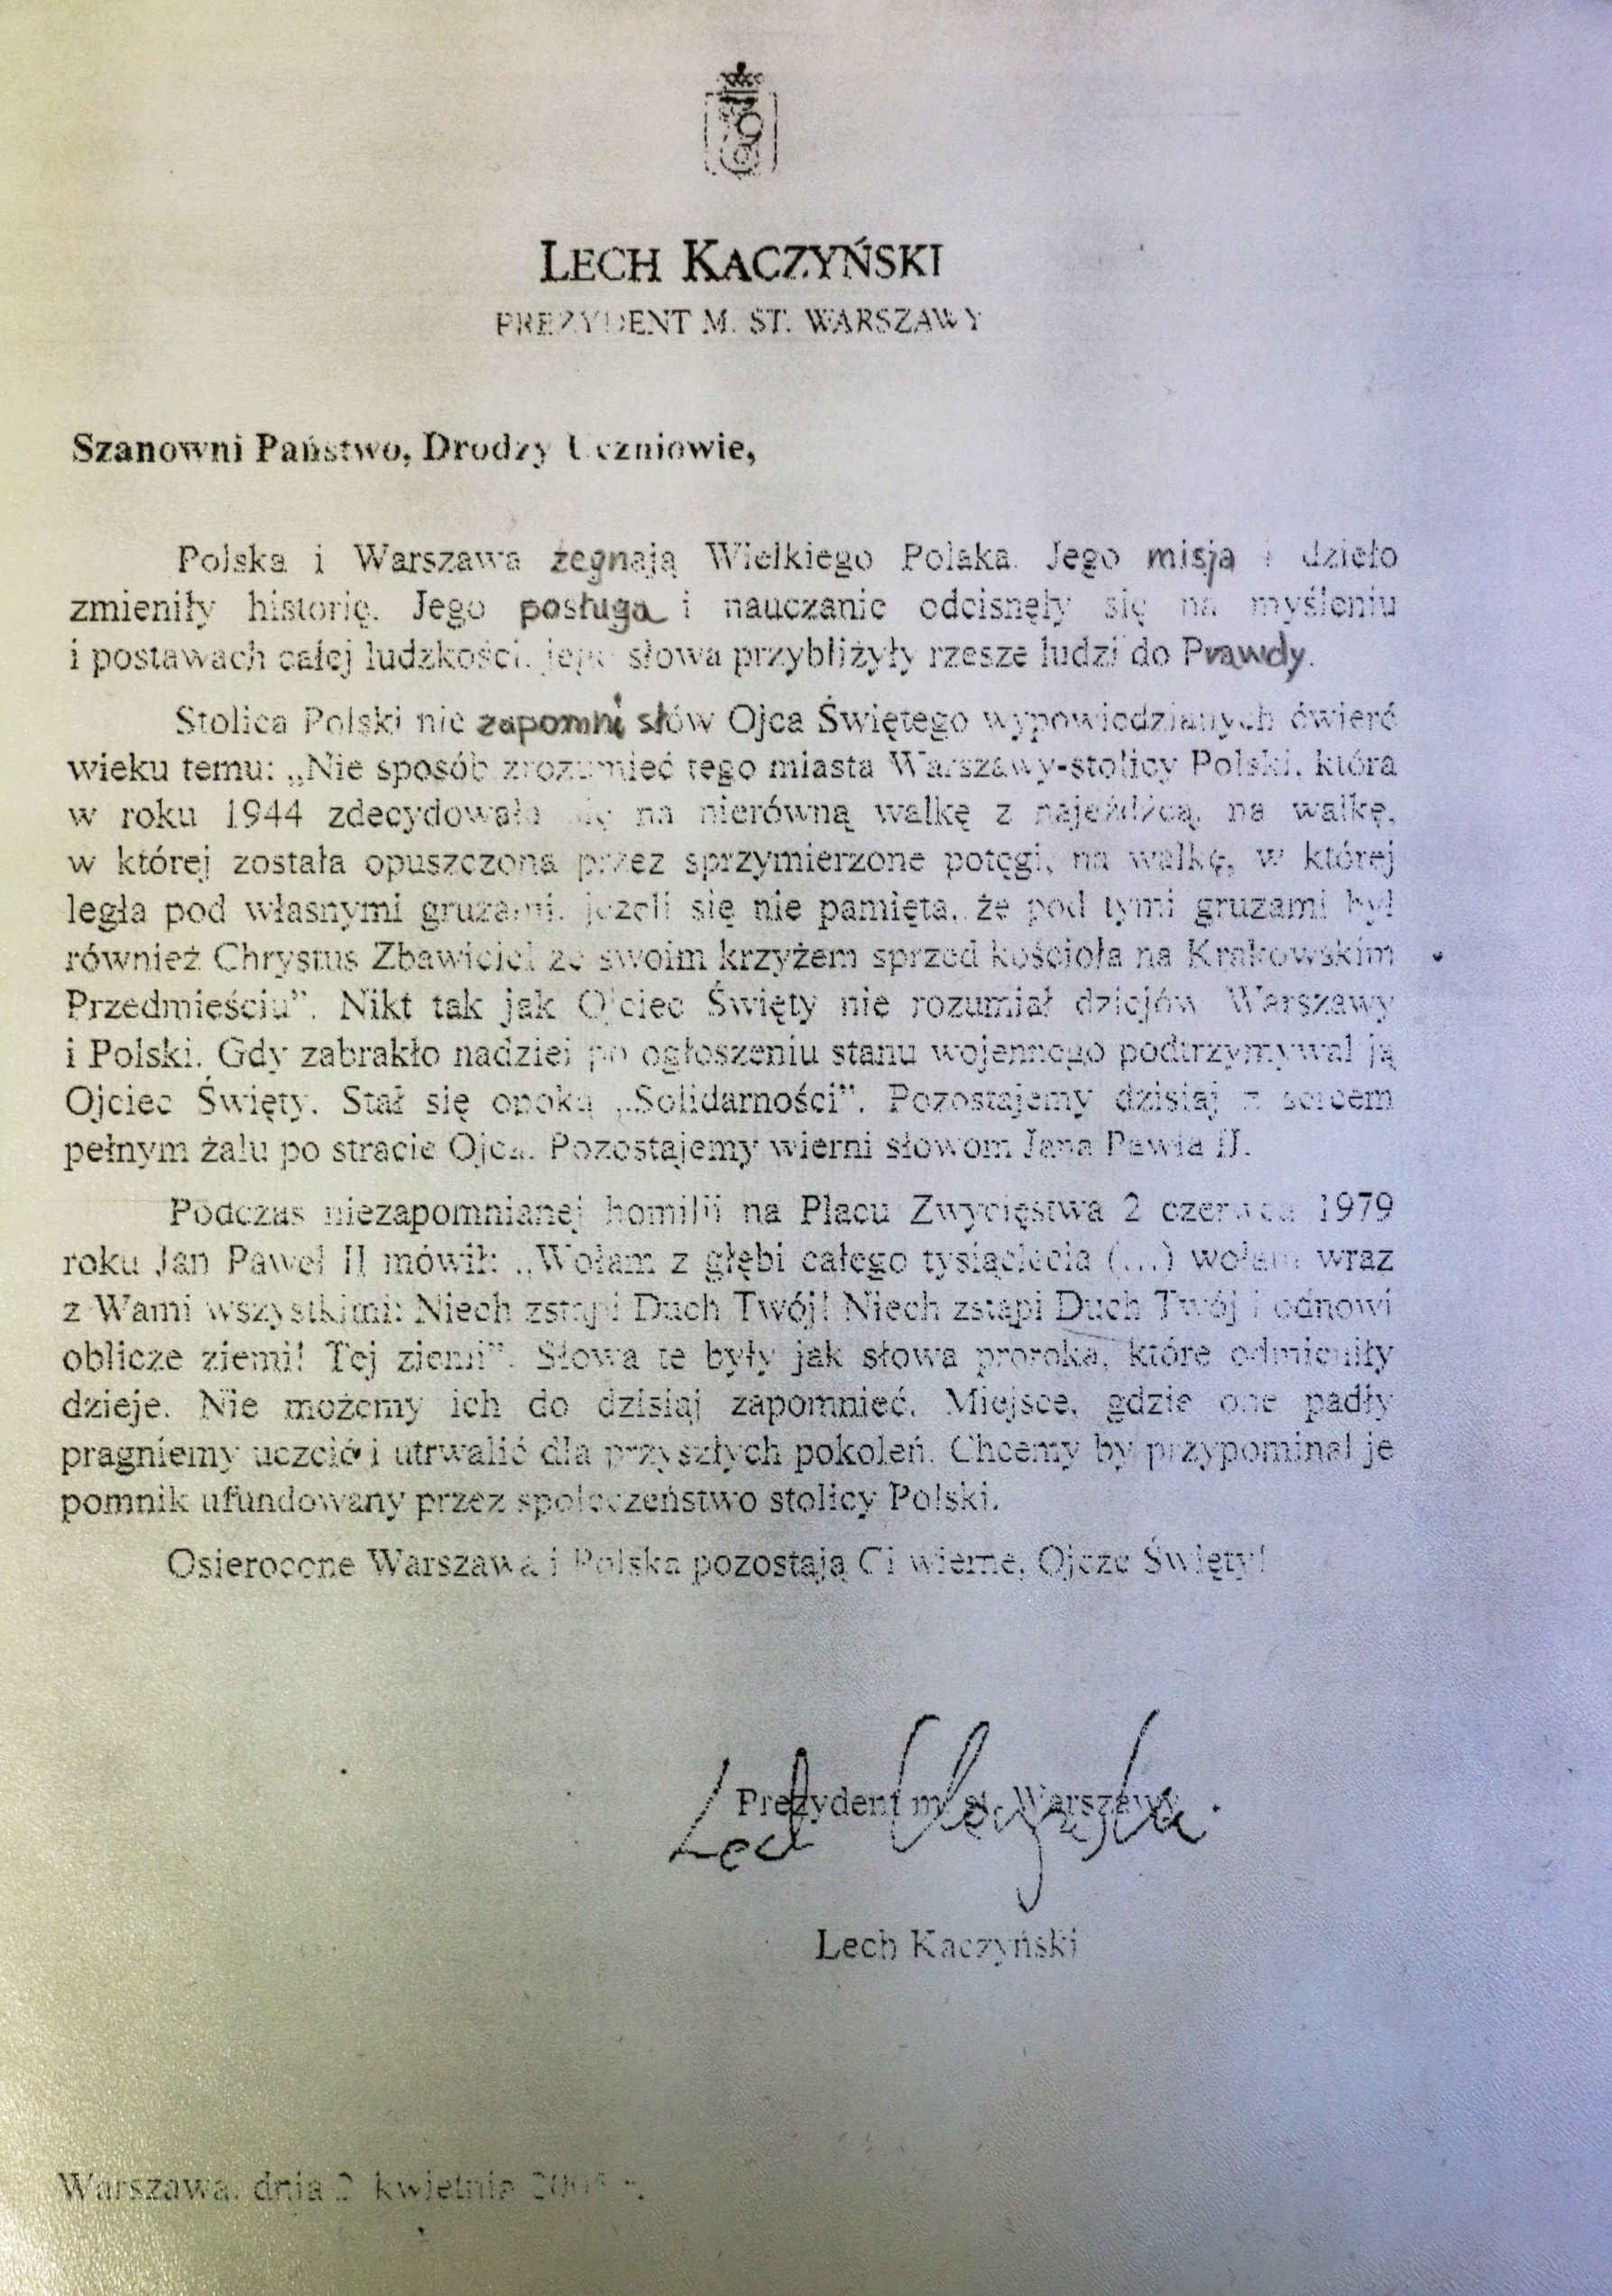 LECH KACZYŃSKI
PREZYDENT M. ST. WARSZAWY
Szanowni Państwo, Drodzy Uczniowie,
Polska i Warszawa żegnają Wielkiego Polaka. Jego misja i dzieło
zmieniły historię. Jego posługa i nauczanie odcisnęły się na myśleniu
i postawach całej ludzkości, jego słowa przybliżyły rzesze ludzi do Prawdy.
Stolica Polski nie zapomni słów Ojca Świętego wypowiedzianych ćwierć
wieku temu: „Nie sposób zrozumieć tego miasta Warszawy-stolicy Polski, która
w roku 1944 zdecydowała się na nierówną walkę z najeźdźcą, na walkę,
w której została opuszczona przez sprzymierzone potęgi, na walkę, w której
legła pod własnymi gruzami, jeżeli się nie pamięta, że pod tymi gruzami był
również Chrystus Zbawiciel ze swoim krzyżem sprzed kościoła na Krakowskim
Przedmieściu”. Nikt tak jak Ojciec Święty nie rozumiał dziejów Warszawy
i Polski. Gdy zabrakło nadziei po ogłoszeniu stanu wojennego podtrzymywał ją
Ojciec Święty. Stał się opoką „Solidarności”. Pozostajemy dzisiaj z sercem
pełnym żalu po stracie Ojca. Pozostajemy wierni słowom Jana Pawła II.
Podczas niezapomnianej homilii na Placu Zwycięstwa 2 czerwca 1979
roku Jan Paweł II mówił: „Wołam z głębi całego tysiąclecia (...) wołam wraz
z Wami wszystkimi: Niech zstąpi Duch Twój! Niech zstąpi Duch Twój i odnowi
oblicze ziemi! Tej ziemi”. Słowa te były jak słowa proroka, które odmieniły
dzieje. Nie możemy ich do dzisiaj zapomnieć. Miejsce, gdzie one padły
pragniemy uczcić i utrwalić dla przyszłych pokoleń. Chcemy by przypominał je
pomnik ufundowany przez społeczeństwo stolicy Polski.
Osierocone Warszawa i Polska pozostają Ci wierne, Ojcze Święty!
Prezydent m. st. Warszawy
Lech Kaczyński
Lech Kaczyński
Warszawa, dnia 2 kwietnia 2005 r.